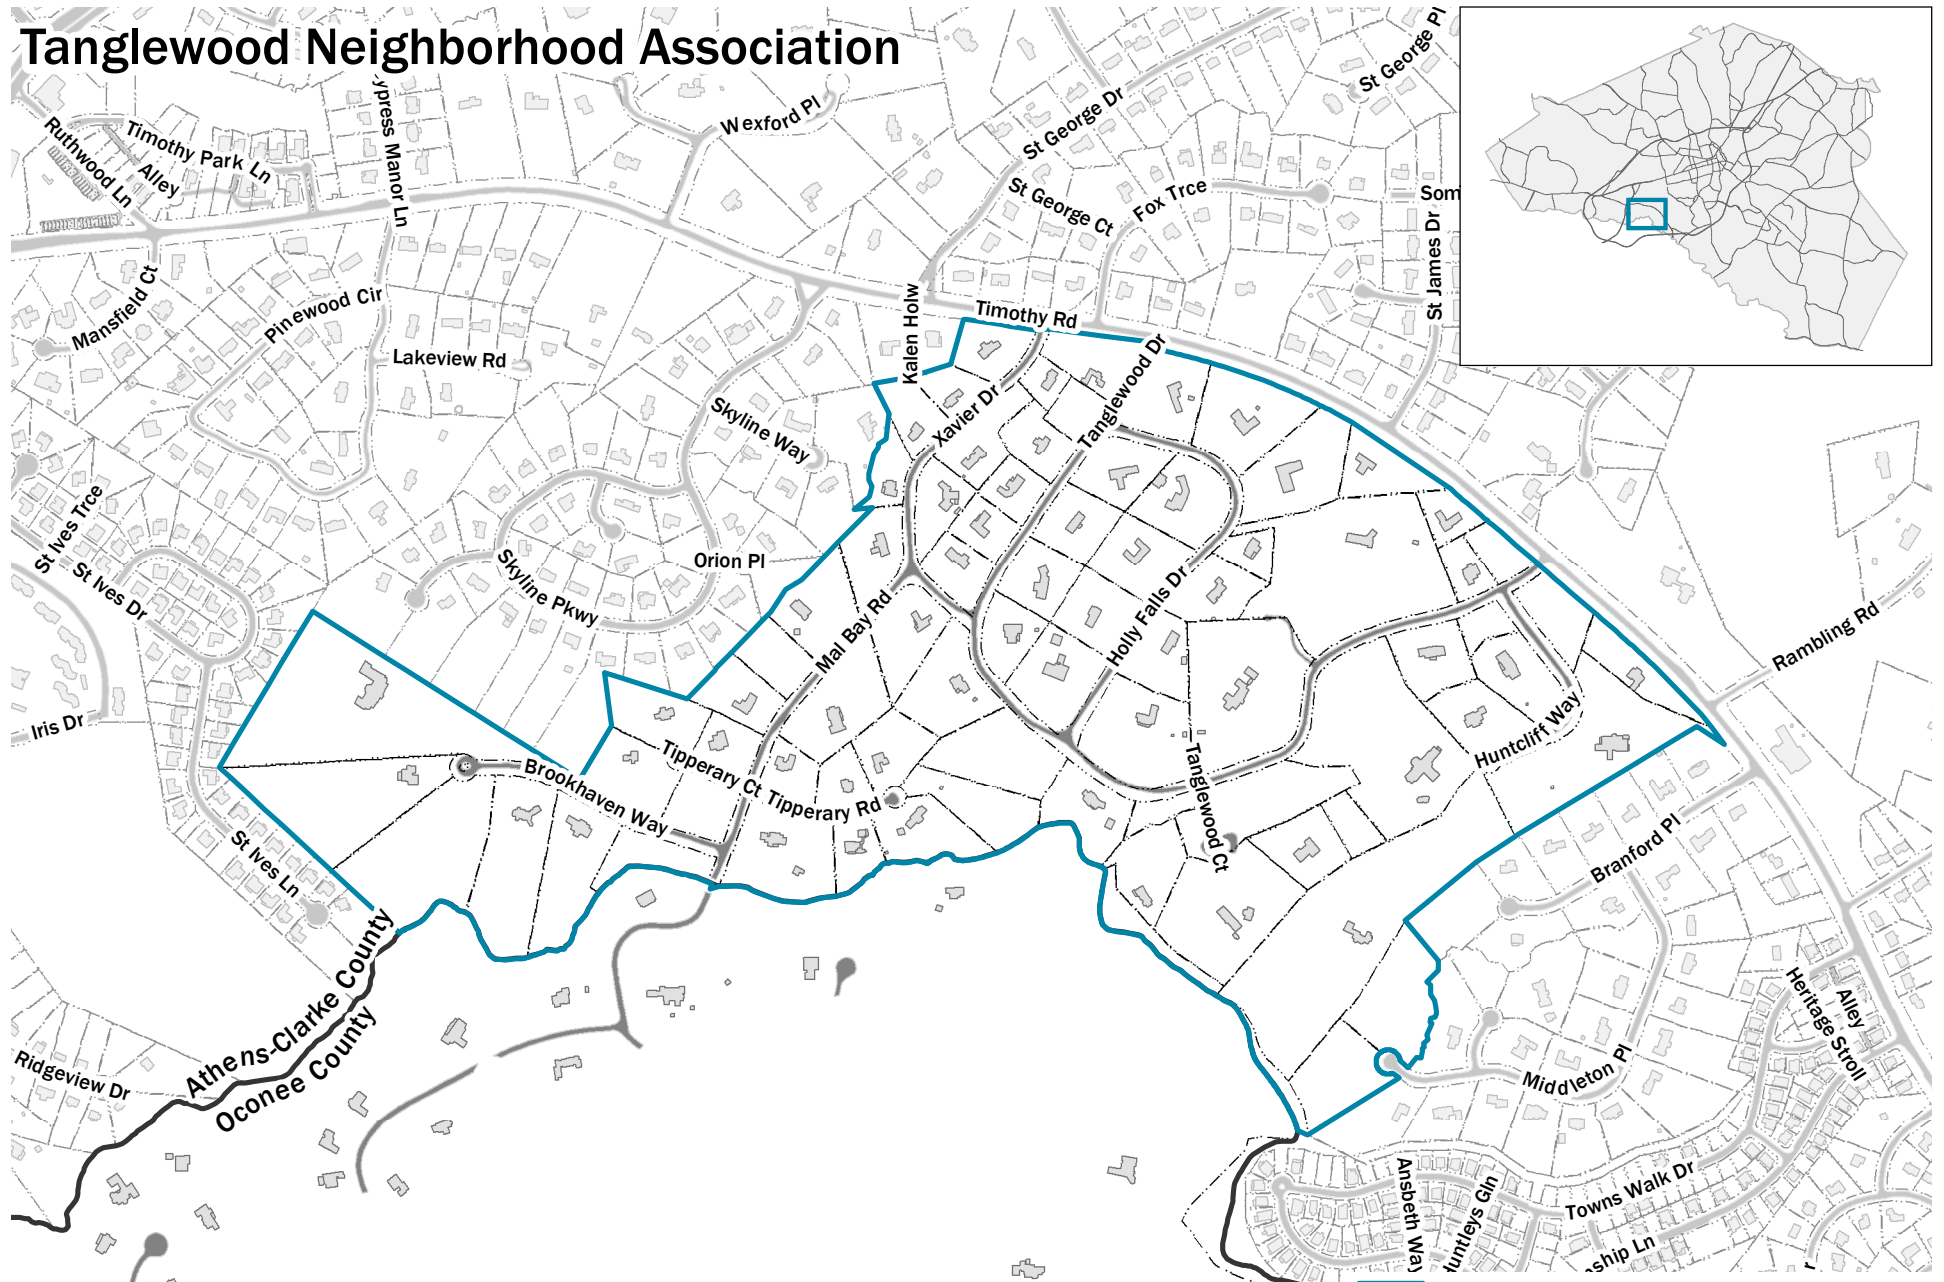 Tanglewood Neighborhood Association
St George Pl
Wexford Pl
St George Dr
ypress Manor Ln
Timothy Park Ln
Ruthwood Ln
Alley
St George Ct
Fox Trce
Som
St James Dr
Mansfield Ct
Pinewood Cir
Kalen Holw
Timothy Rd
Lakeview Rd
Tanglewood Dr
Xavier Dr
Skyline Way
St Ives Trce
St Ives Dr
Orion Pl
Skyline Pkwy
Mal Bay Rd
Holly Falls Dr
Rambling Rd
Iris Dr
Huntcliff Way
Tipperary Ct
Tipperary Rd
Brookhaven Way
Tanglewood Ct
St Ives Ln
Branford Pl
Athens-Clarke County
Oconee County
Heritage Stroll
Alley
Ridgeview Dr
Middleton Pl
Ansbeth Way
Huntleys Gln
Towns Walk Dr
nship Ln
r